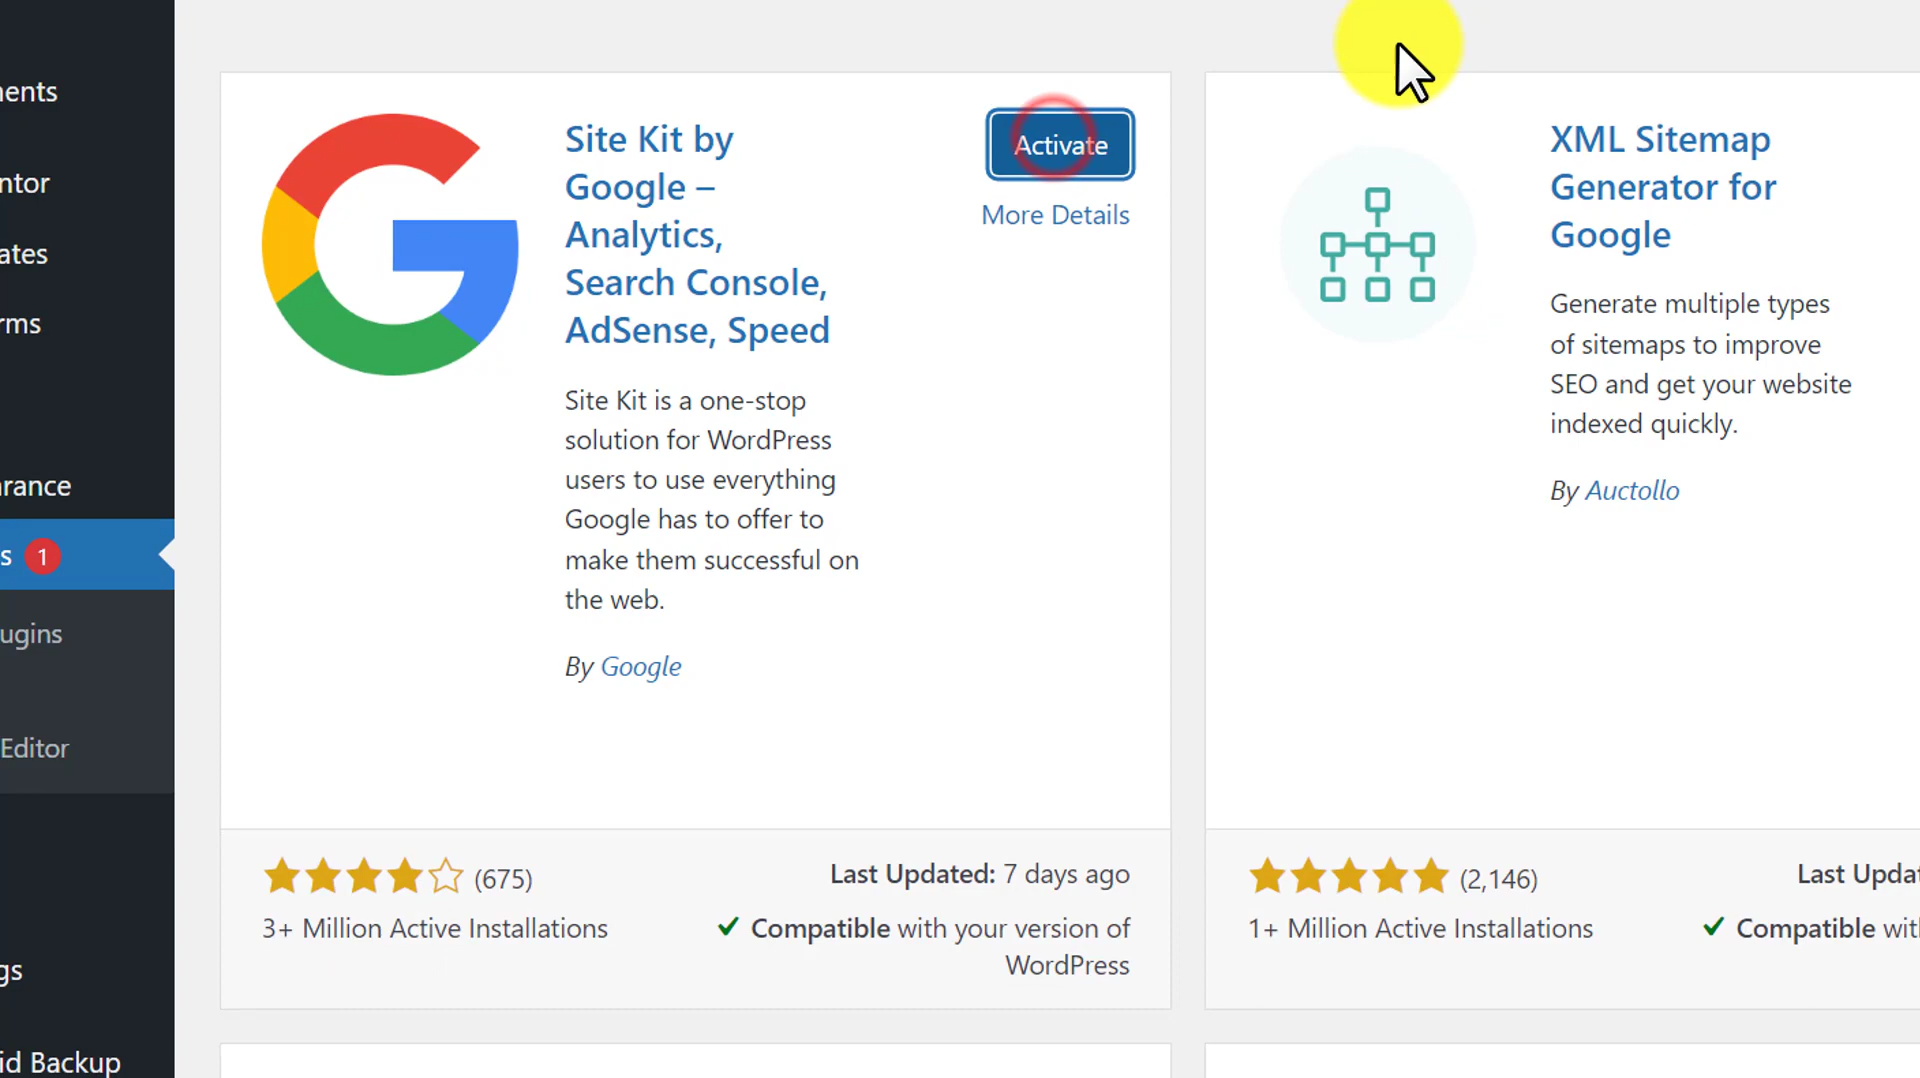 ents
ntor
ates
rms
rance
s 1
ugins
Editor
gs
id Backup
Site Kit by
Google –
Analytics,
Search Console,
AdSense, Speed
Activate
More Details
Site Kit is a one-stop
solution for WordPress
users to use everything
Google has to offer to
make them successful on
the web.
By Google
(675)
Last Updated: 7 days ago
3+ Million Active Installations
Compatible with your version of
WordPress
XML Sitemap
Generator for
Google
Generate multiple types
of sitemaps to improve
SEO and get your website
indexed quickly.
By Auctollo
(2,146)
Last Updat
1+ Million Active Installations
Compatible wit